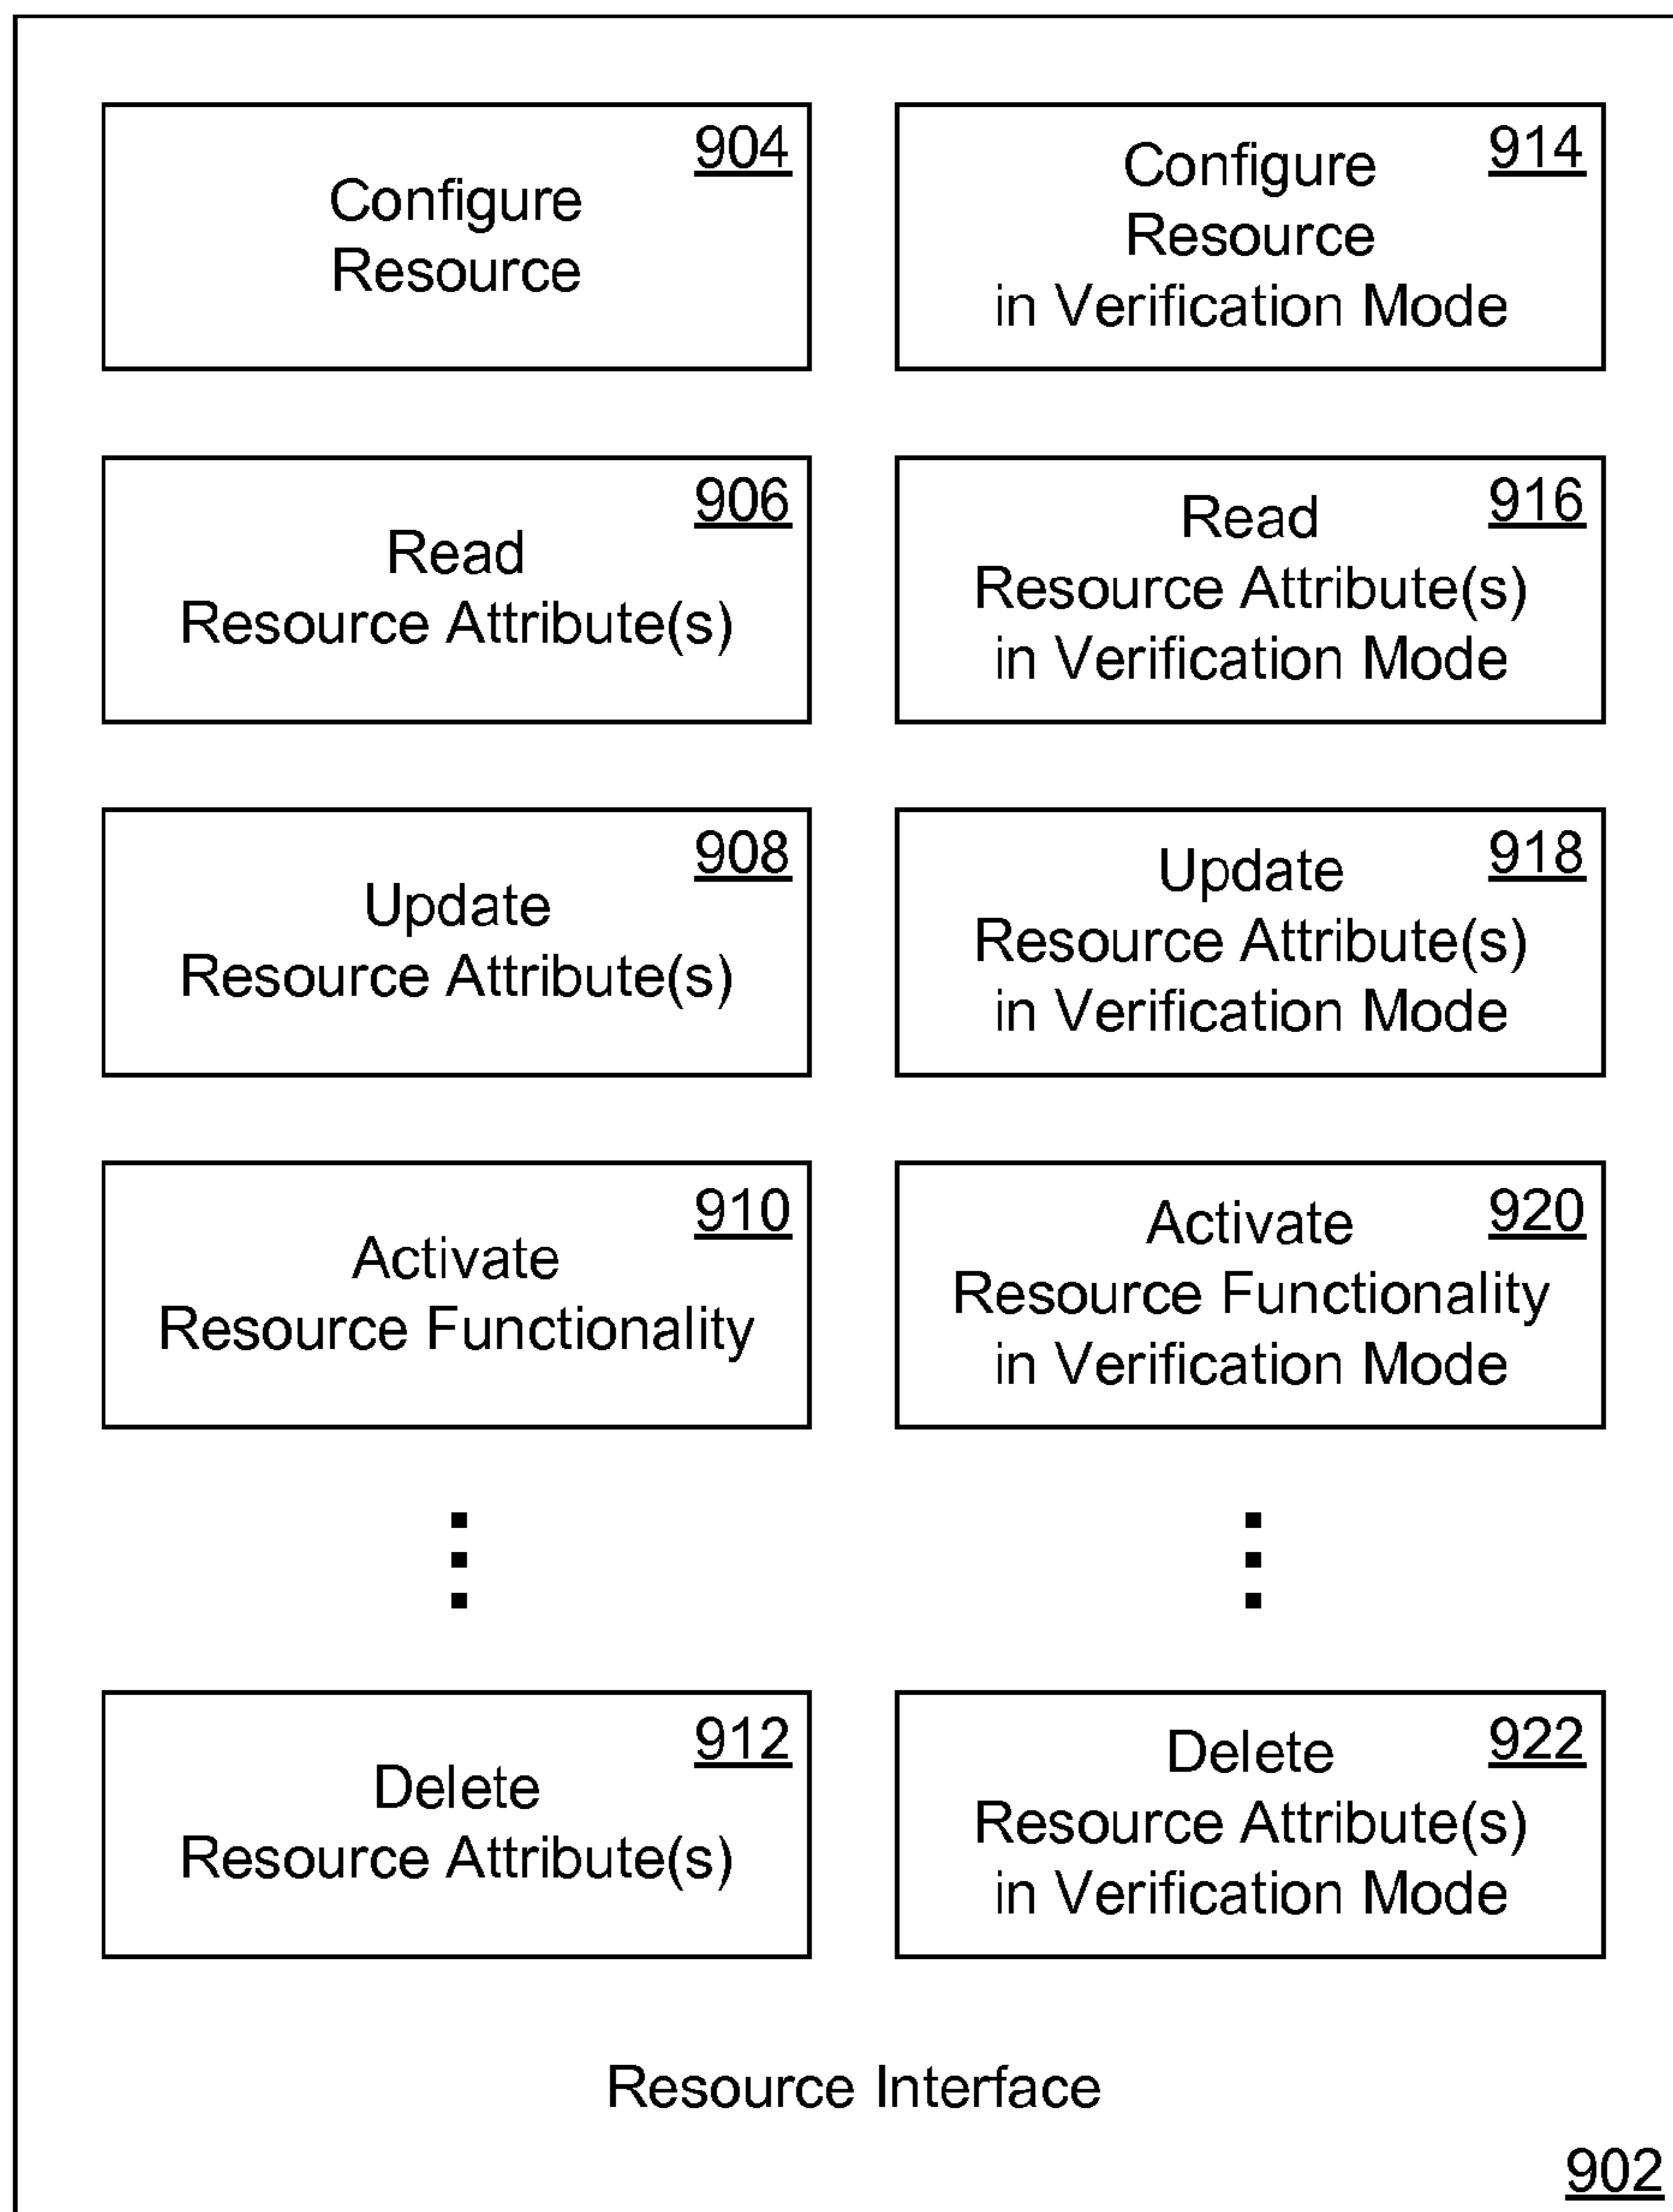 904
Configure
Resource
914
Configure
Resource
in Verification Mode
906
Read
Resource Attribute(s)
916
Read
Resource Attribute(s)
in Verification Mode
908
Update
Resource Attribute(s)
918
Update
Resource Attribute(s)
in Verification Mode
910
Activate
Resource Functionality
920
Activate
Resource Functionality
in Verification Mode
912
Delete
Resource Attribute(s)
922
Delete
Resource Attribute(s)
in Verification Mode
Resource Interface
902